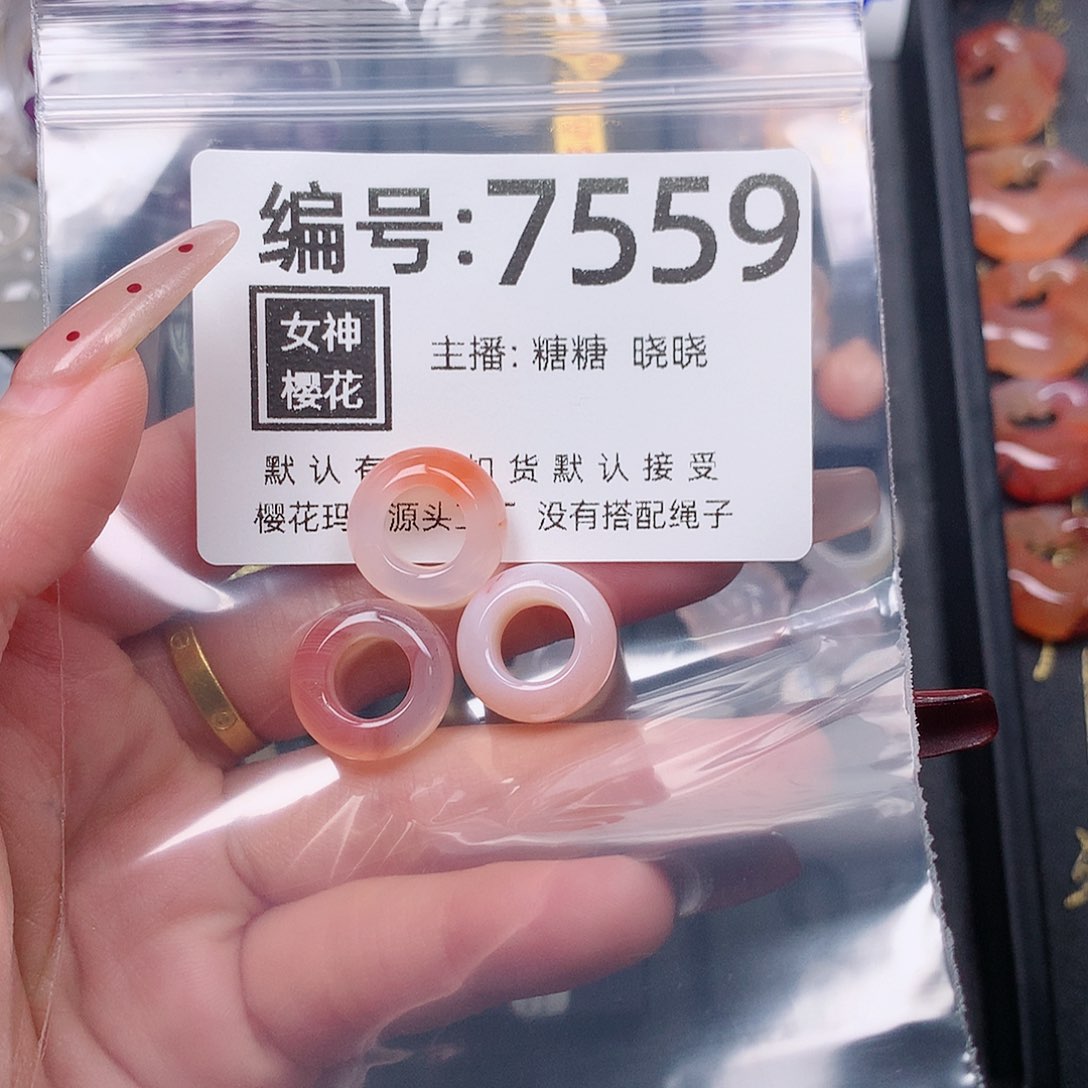 编号:7559
女神
樱花
主播: 糖糖 晓晓
默认有 扣货默认接受
樱花玛 源头工厂 没有搭配绳子